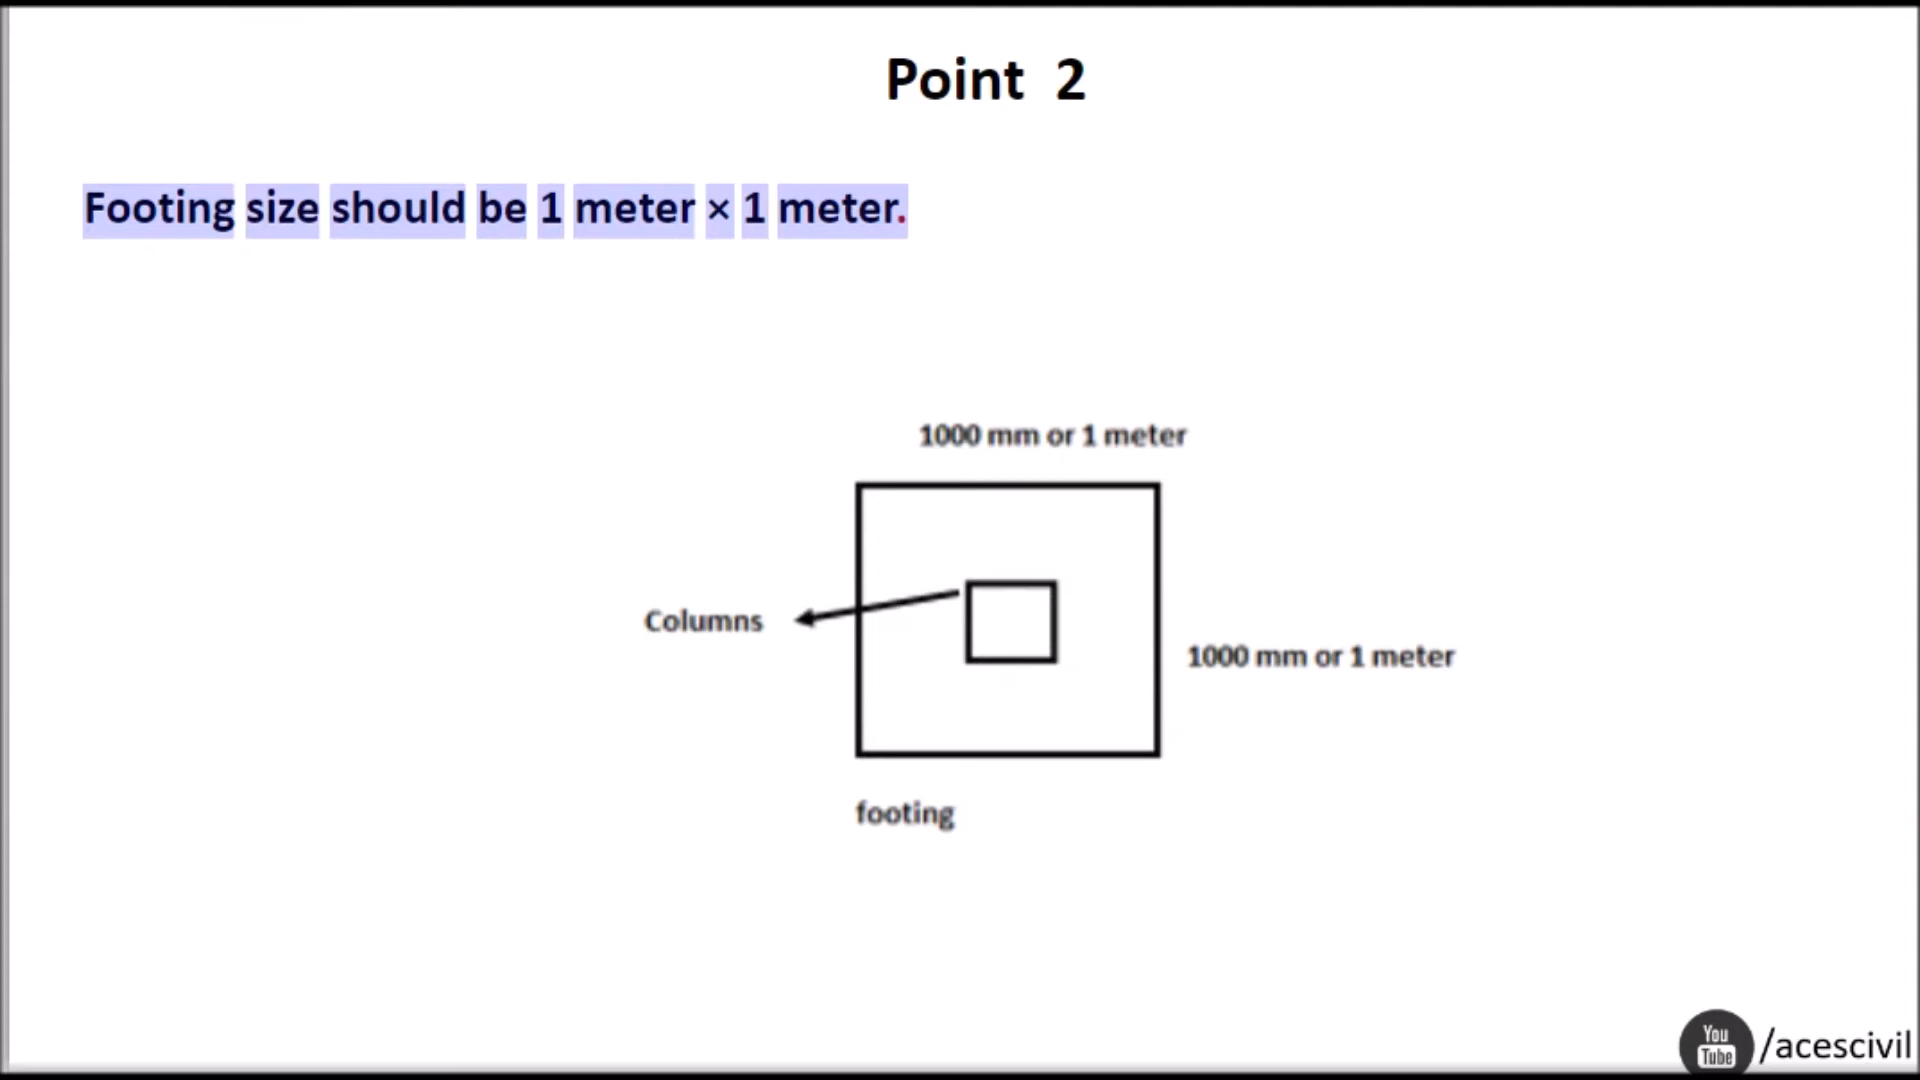 Point 2
Footing size should be 1 meter × 1 meter.
1000 mm or 1 meter
Columns
1000 mm or 1 meter
footing
You
Tube
/acescivil